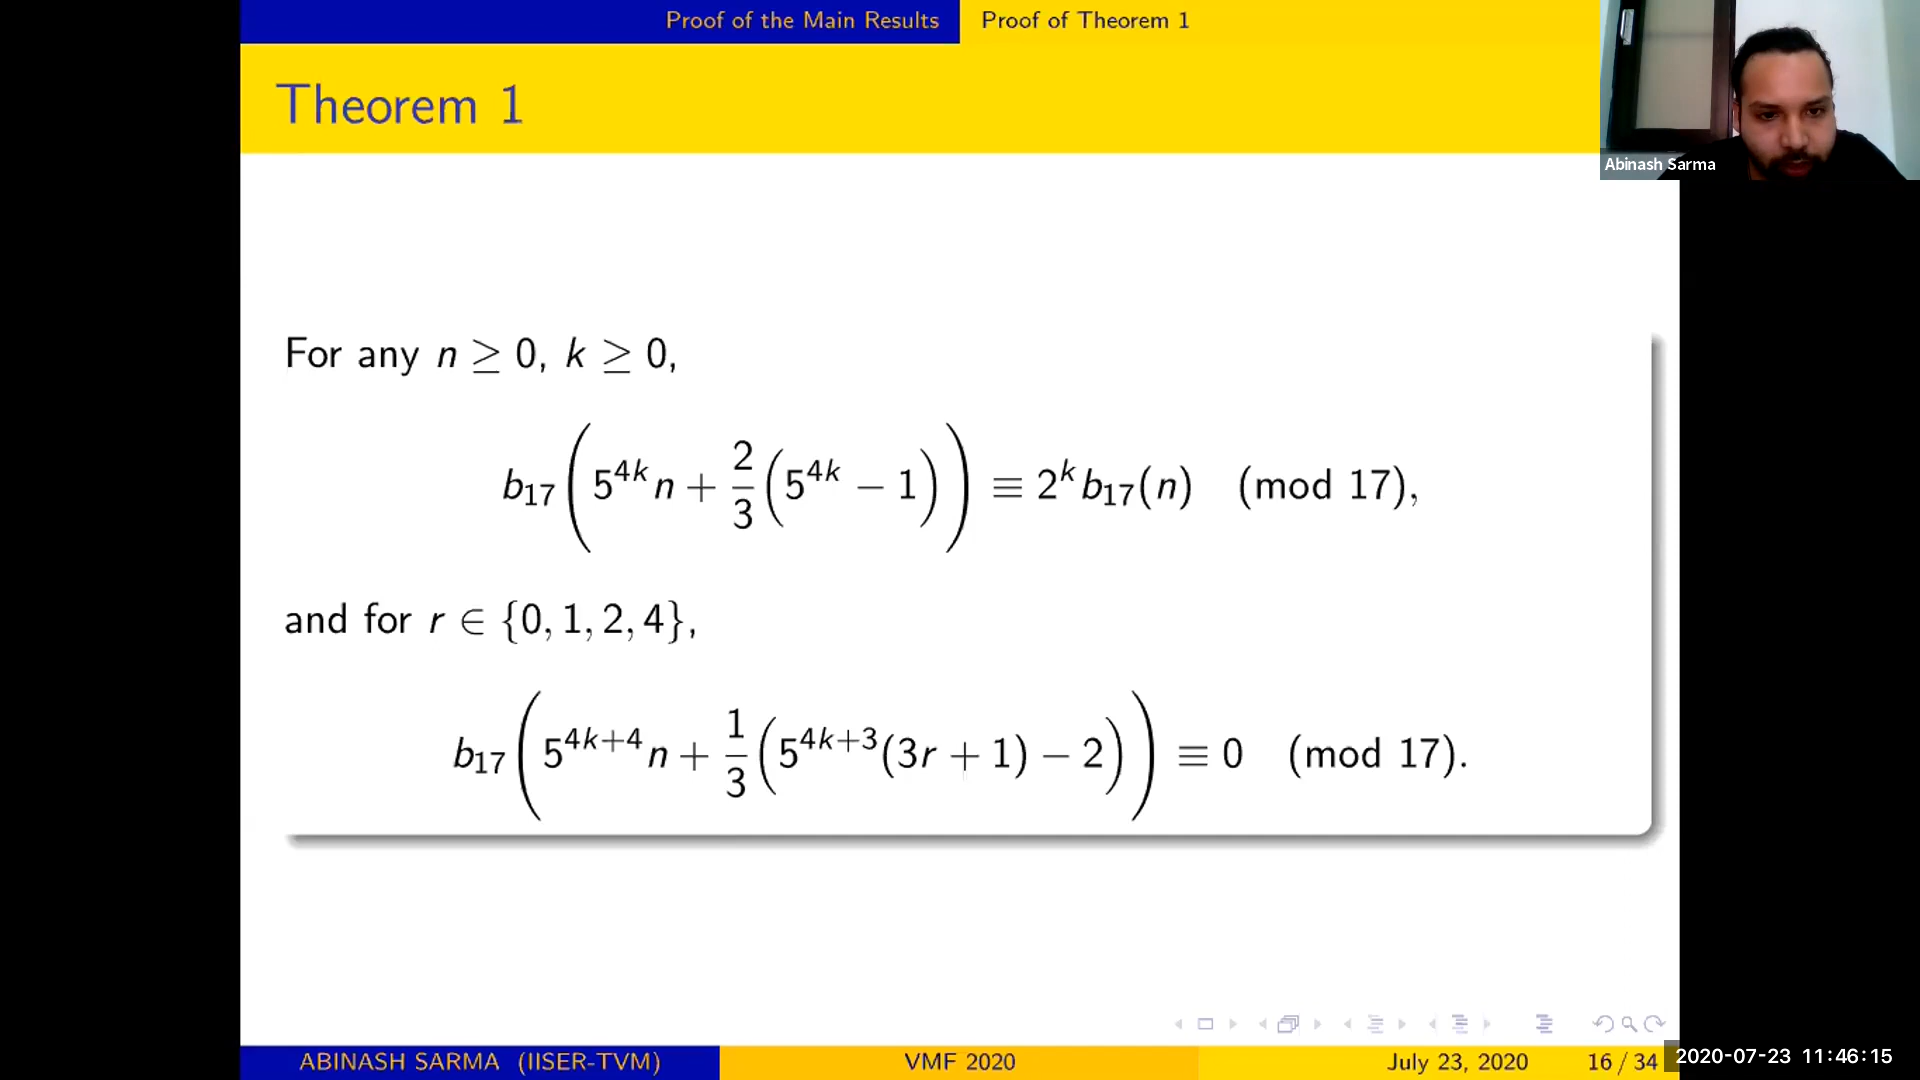 Proof of the Main Results Proof of Theorem 1
Theorem 1
Abinash Sarma
For any n ≥ 0, k ≥ 0,
b₁₇(5^{4k} n + 2/3 (5^{4k} − 1)) ≡ 2^k b₁₇(n) (mod 17),
and for r ∈ {0, 1, 2, 4},
b₁₇(5^{4k+4} n + 1/3 (5^{4k+3}(3r + 1) − 2)) ≡ 0 (mod 17).
ABINASH SARMA (IISER-TVM) VMF 2020 July 23, 2020 16 / 34
2020-07-23 11:46:15